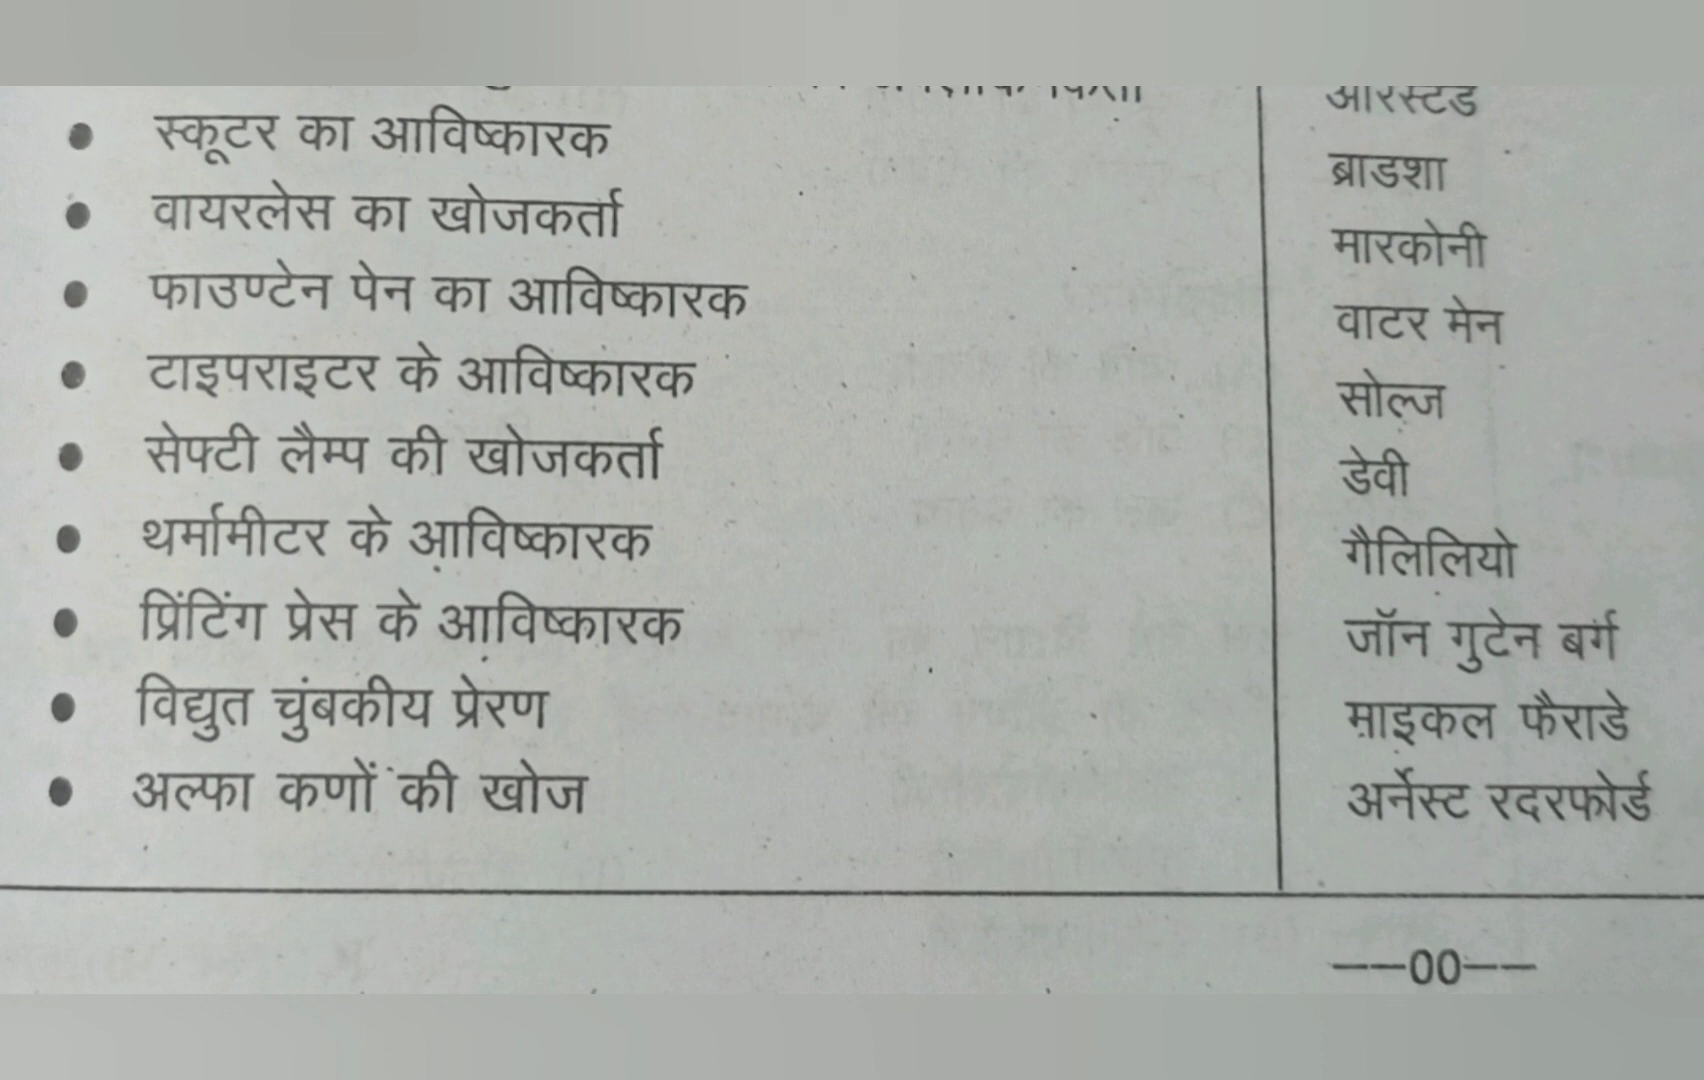 आरस्टेड
स्कूटर का आविष्कारक ब्राडशा
वायरलेस का खोजकर्ता मारकोनी
फाउण्टेन पेन का आविष्कारक वाटर मेन
टाइपराइटर के आविष्कारक सोल्ज
सेफ्टी लैम्प की खोजकर्ता डेवी
थर्मामीटर के आविष्कारक गैलिलियो
प्रिंटिंग प्रेस के आविष्कारक जॉन गुटेन बर्ग
विद्युत चुंबकीय प्रेरण माइकल फैराडे
अल्फा कणों की खोज अर्नेस्ट रदरफोर्ड
——00——